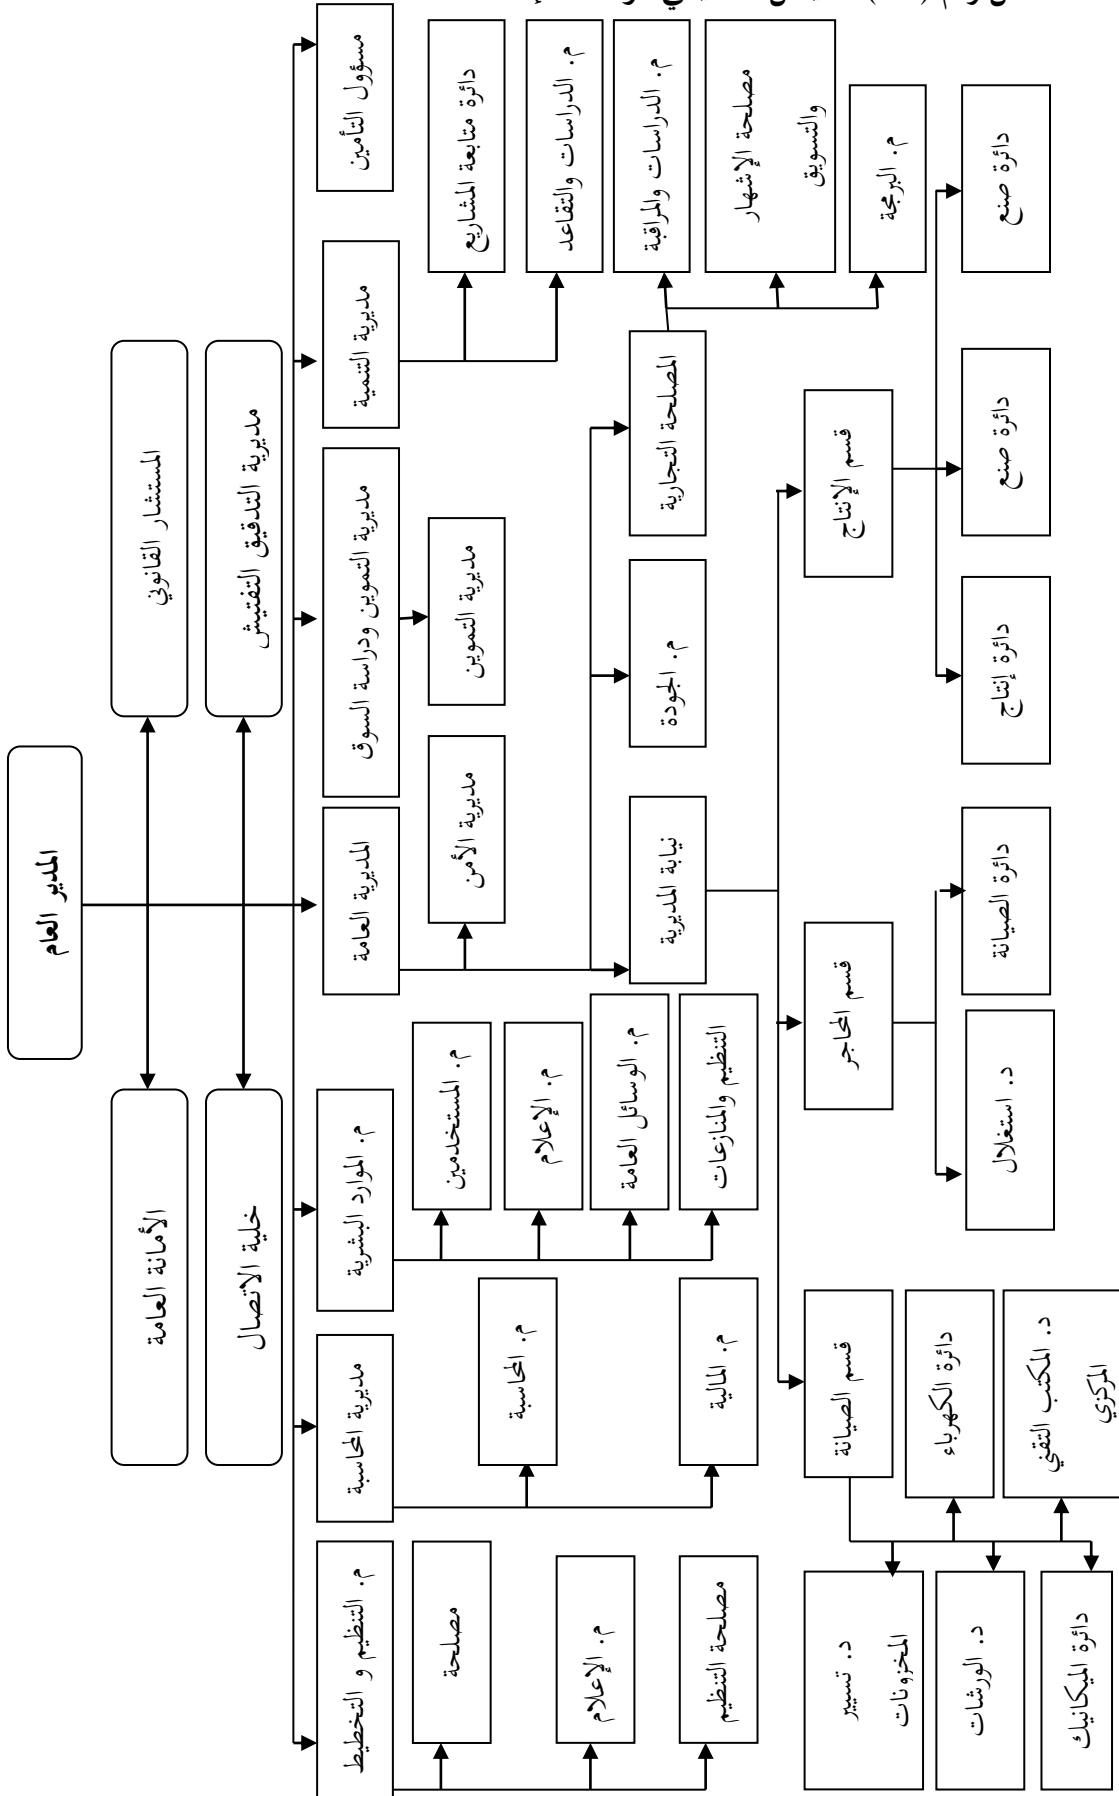 المدير العام
المستشار القانوني
الأمانة العامة
مديرية التدقيق التفتيش
خلية الاتصال
مسؤول التأمين
مديرية التنمية
مديرية التموين ودراسة السوق
المديرية العامة
م. الموارد البشرية
مديرية المحاسبة
م. التنظيم و التخطيط
دائرة متابعة المشاريع
م. الدراسات والتقاعد
مديرية التموين
مديرية الأمن
م. المستخدمين
م. الإعلام
م. الوسائل العامة
التنظيم والمنازعات
م. المحاسبة
م. المالية
مصلحة
م. الإعلام
مصلحة التنظيم
م. الدراسات والمراقبة
مصلحة الإشهار
والتسويق
م. البرمجة
المصلحة التجارية
م. الجودة
نيابة المديرية
قسم الإنتاج
قسم المحاجر
قسم الصيانة
دائرة صنع
دائرة صنع
دائرة إنتاج
دائرة الصيانة
د. استغلال
دائرة الكهرباء
د. المكتب التقني
المركزي
د. تسيير
المخزونات
د. الورشات
دائرة الميكانيك